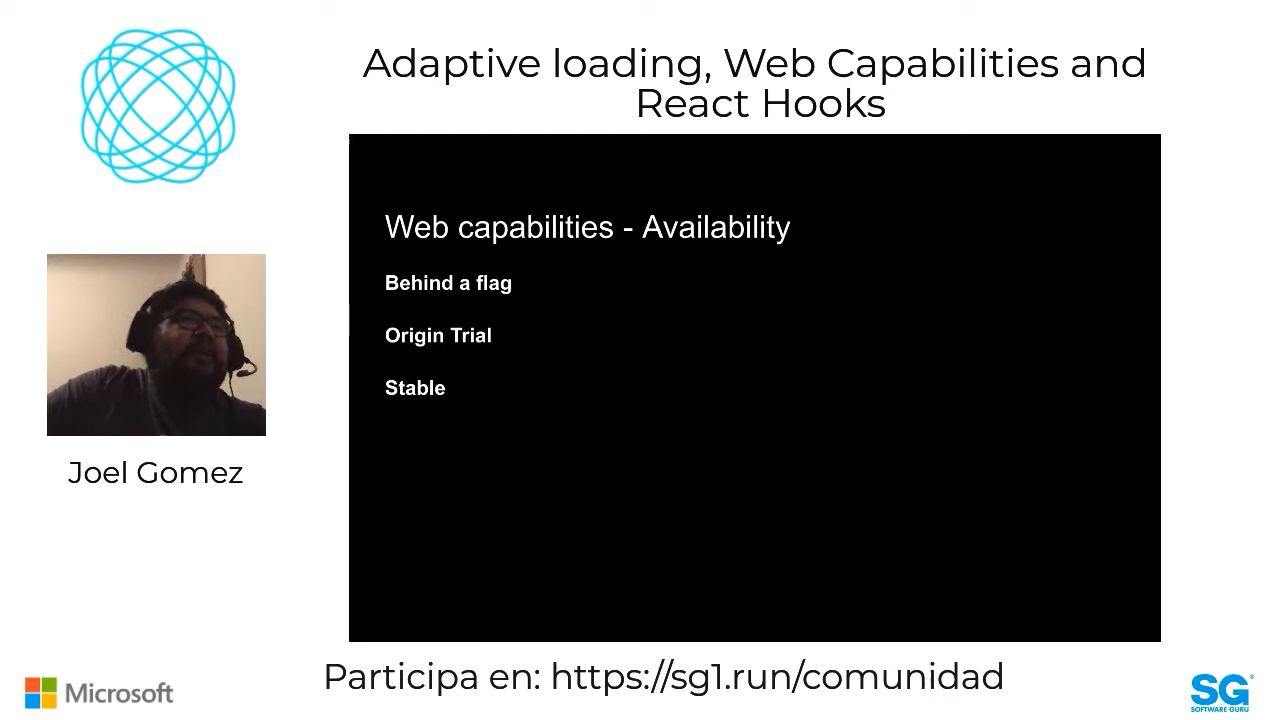 Adaptive loading, Web Capabilities and
React Hooks
Web capabilities - Availability
Behind a flag
Origin Trial
Stable
Joel Gomez
Participa en: https://sg1.run/comunidad
Microsoft
SG
SOFTWARE GURU